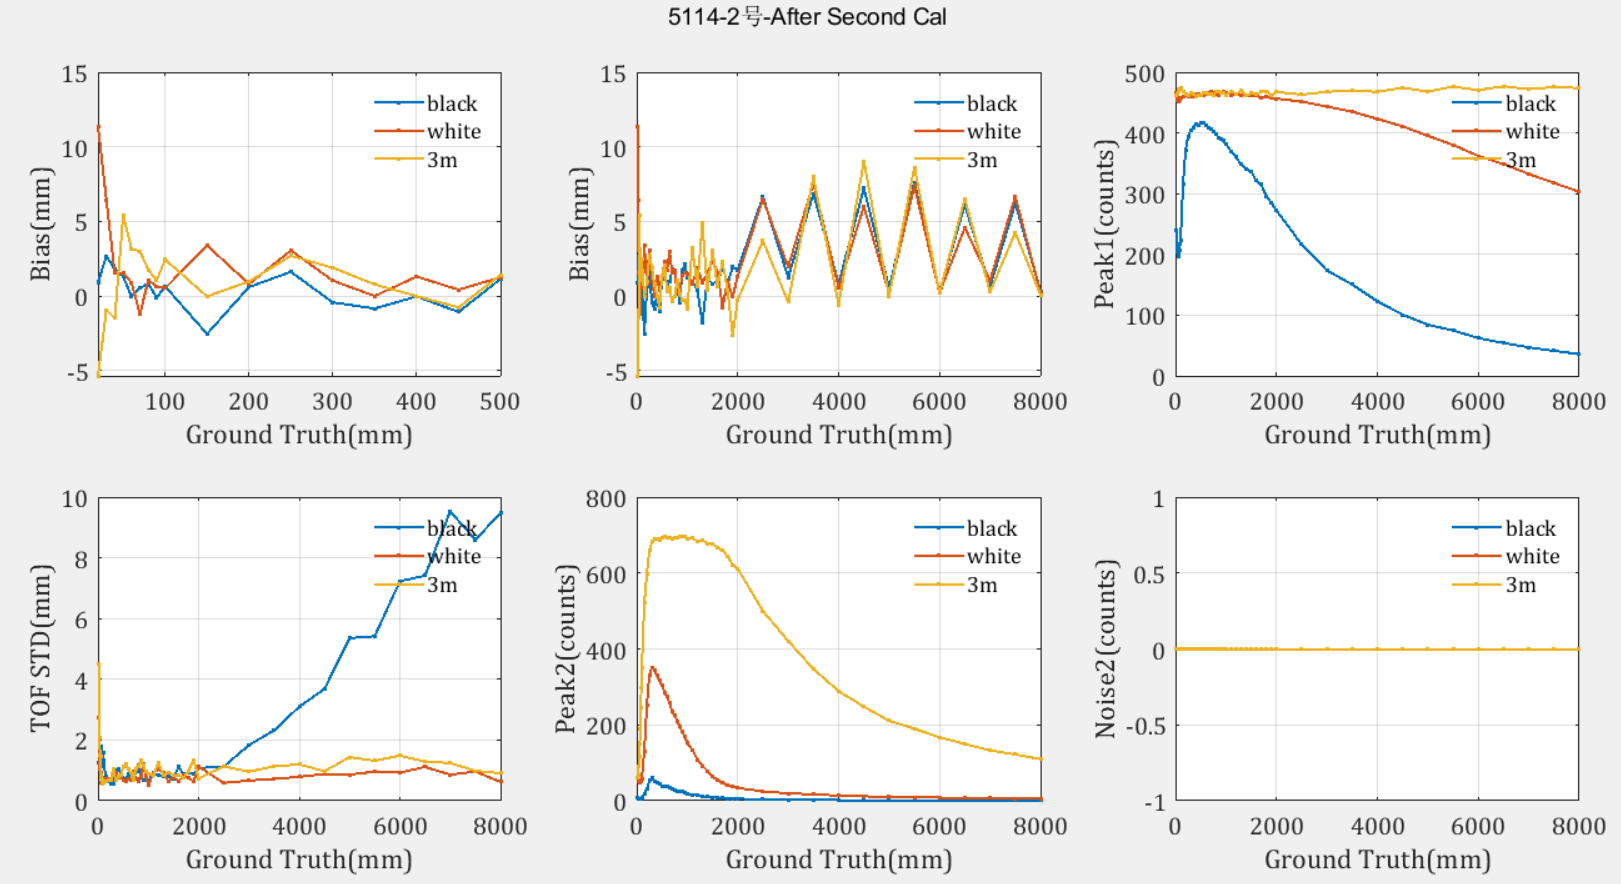 5114-2号-After Second Cal
15
10
5
0
-5
Bias(mm)
100 200 300 400 500
Ground Truth(mm)
black
white
3m
15
10
5
0
-5
Bias(mm)
0 2000 4000 6000 8000
Ground Truth(mm)
black
white
3m
500
400
300
200
100
0
Peak1(counts)
0 2000 4000 6000 8000
Ground Truth(mm)
black
white
3m
10
8
6
4
2
0
TOF STD(mm)
0 2000 4000 6000 8000
Ground Truth(mm)
black
white
3m
800
600
400
200
0
Peak2(counts)
0 2000 4000 6000 8000
Ground Truth(mm)
black
white
3m
1
0.5
0
-0.5
-1
Noise2(counts)
0 2000 4000 6000 8000
Ground Truth(mm)
black
white
3m